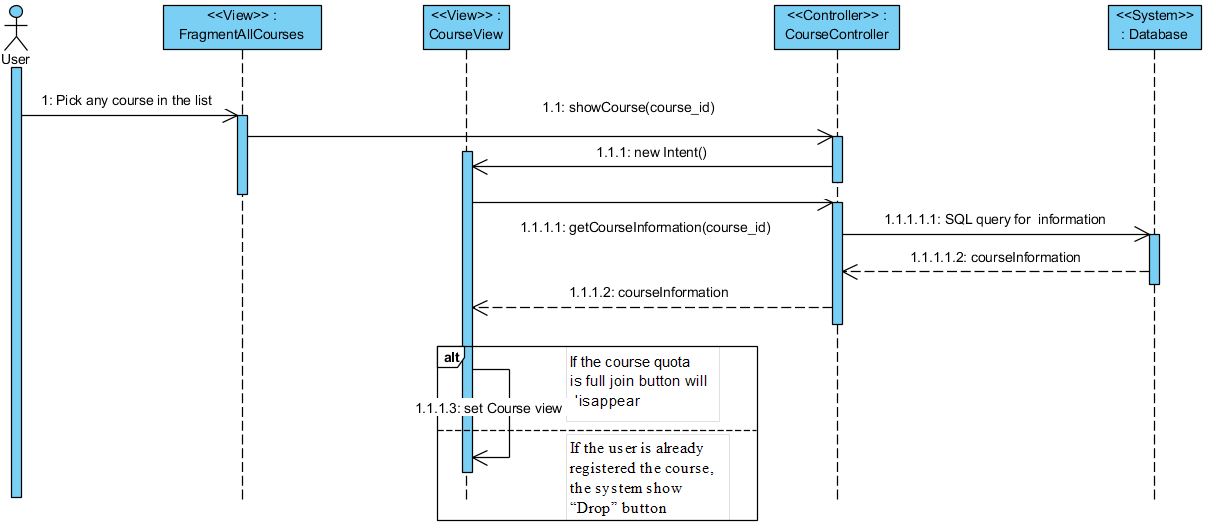 <<View>> :
FragmentAllCourses
<<View>> :
CourseView
<<Controller>> :
CourseController
<<System>>
: Database
User
1: Pick any course in the list
1.1: showCourse(course_id)
1.1.1: new Intent()
1.1.1.1: getCourseInformation(course_id)
1.1.1.1.1: SQL query for information
1.1.1.1.2: courseInformation
1.1.1.2: courseInformation
alt
If the course quota
is full join button will
'isappear
1.1.1.3: set Course view
If the user is already
registered the course,
the system show
“Drop” button